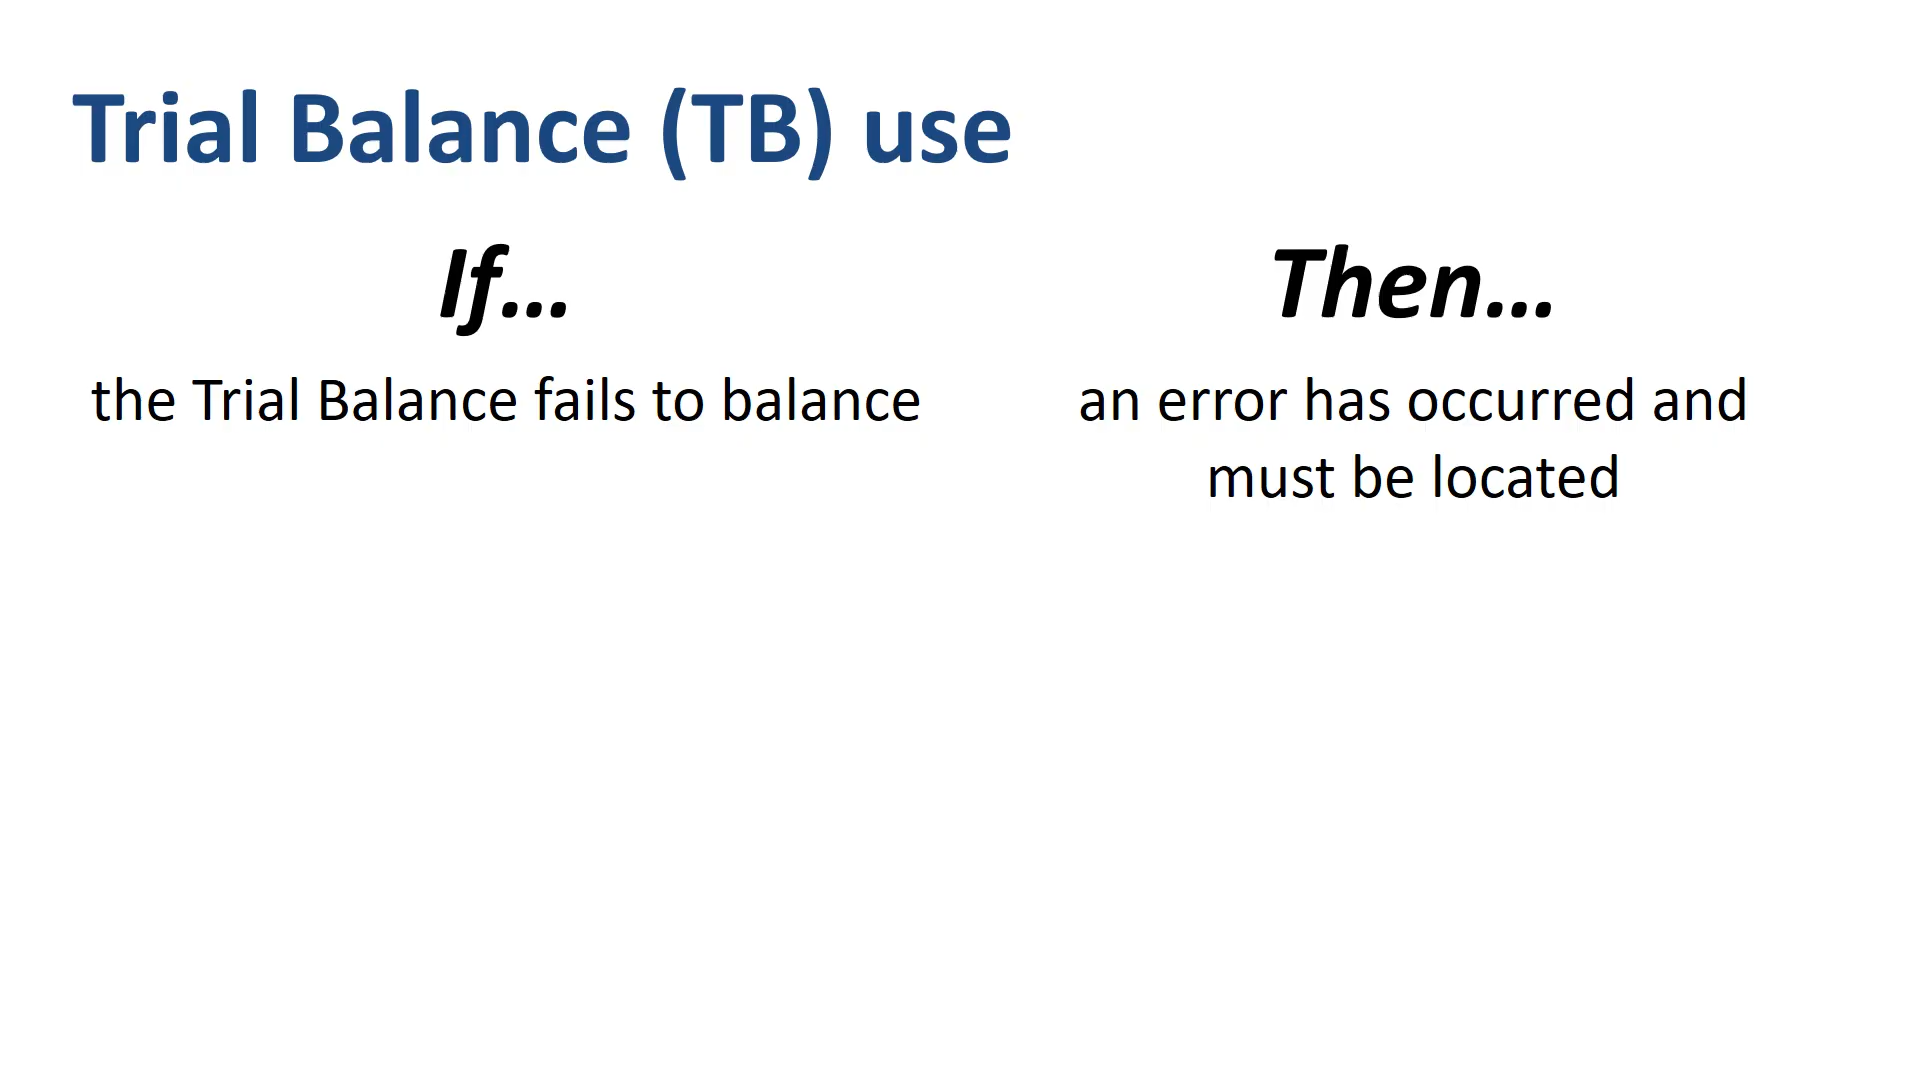 Trial Balance (TB) use
If...
Then...
the Trial Balance fails to balance
an error has occurred and
must be located